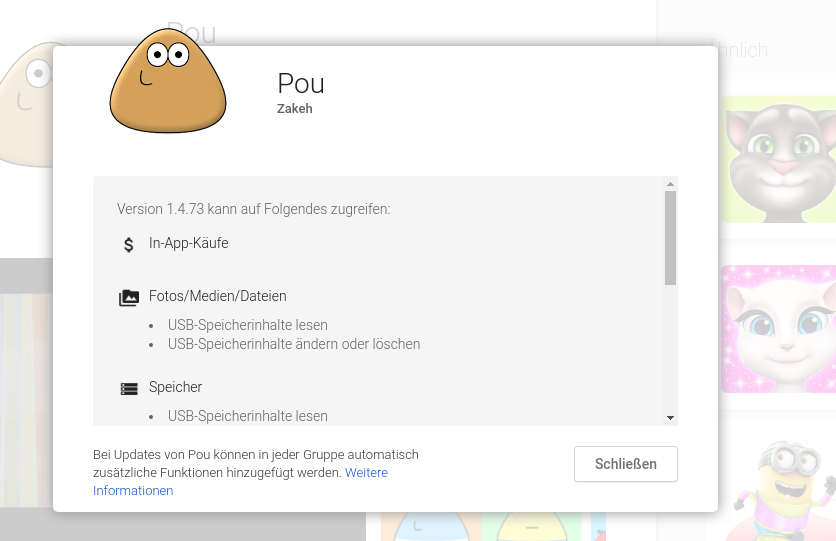 Pou
Ähnlich
Pou
Zakeh
Version 1.4.73 kann auf Folgendes zugreifen:
In-App-Käufe
Fotos/Medien/Dateien
USB-Speicherinhalte lesen
USB-Speicherinhalte ändern oder löschen
Speicher
USB-Speicherinhalte lesen
Bei Updates von Pou können in jeder Gruppe automatisch
zusätzliche Funktionen hinzugefügt werden. Weitere
Informationen
Schließen